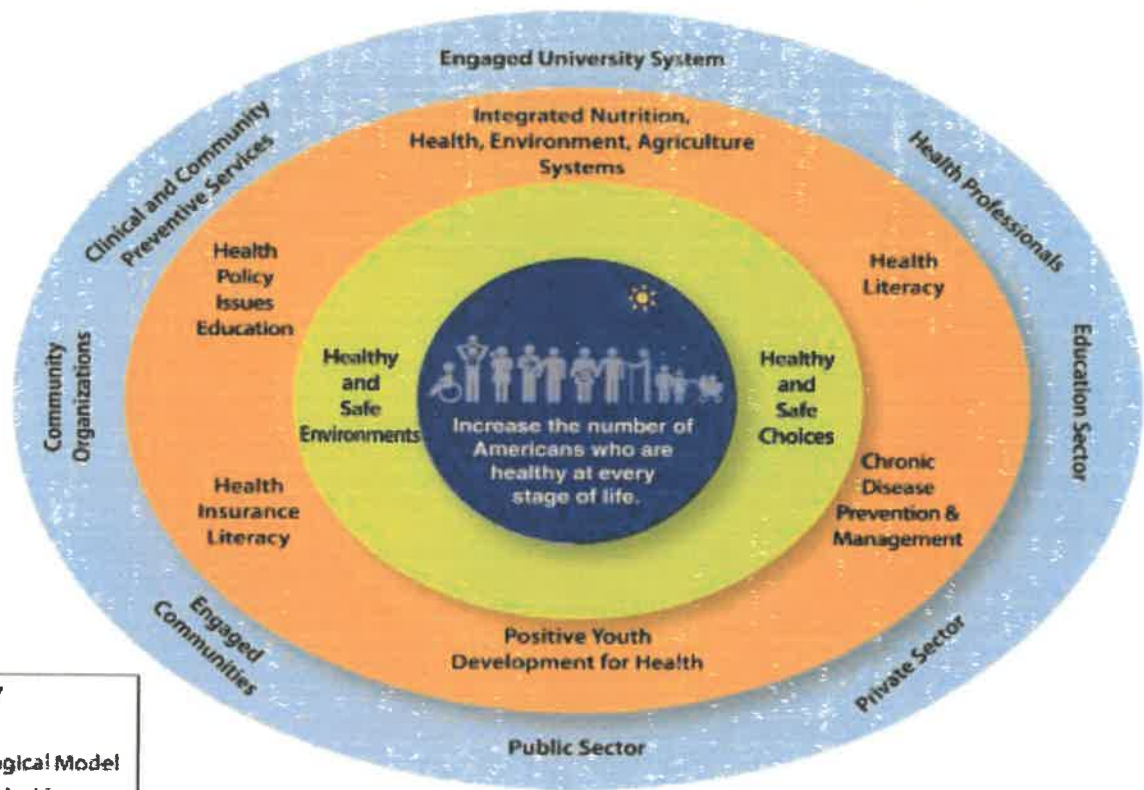 Engaged University System
Clinical and Community
Preventive Services
Health Professionals
Community
Organizations
Education Sector
Engaged
Communities
Private Sector
Public Sector
Integrated Nutrition,
Health, Environment, Agriculture
Systems
Health
Policy
Issues
Education
Health
Literacy
Health
Insurance
Literacy
Chronic
Disease
Prevention &
Management
Positive Youth
Development for Health
Healthy
and
Safe
Environments
Healthy
and
Safe
Choices
Increase the number of
Americans who are
healthy at every
stage of life.
Model